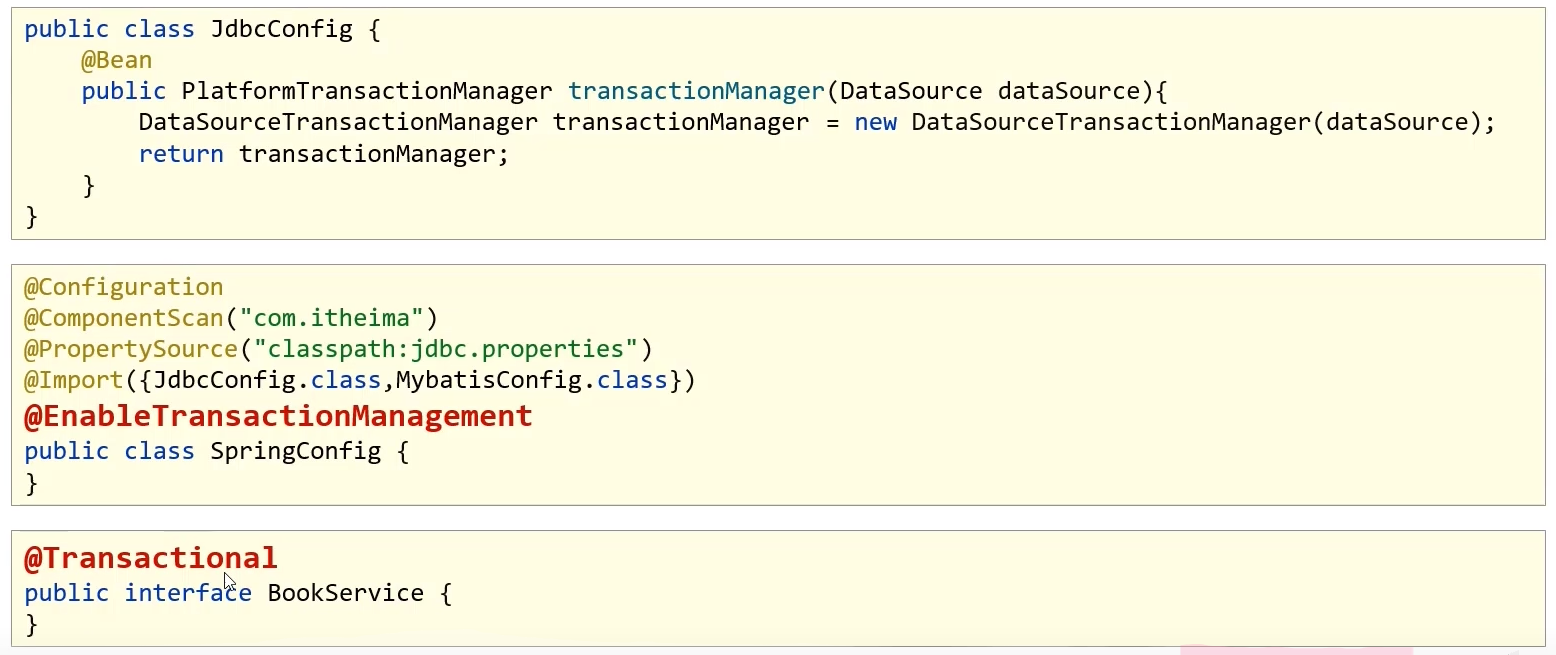 public class JdbcConfig {
    @Bean
    public PlatformTransactionManager transactionManager(DataSource dataSource){
        DataSourceTransactionManager transactionManager = new DataSourceTransactionManager(dataSource);
        return transactionManager;
    }
}
@Configuration
@ComponentScan("com.itheima")
@PropertySource("classpath:jdbc.properties")
@Import({JdbcConfig.class,MybatisConfig.class})
@EnableTransactionManagement
public class SpringConfig {
}
@Transactional
public interface BookService {
}